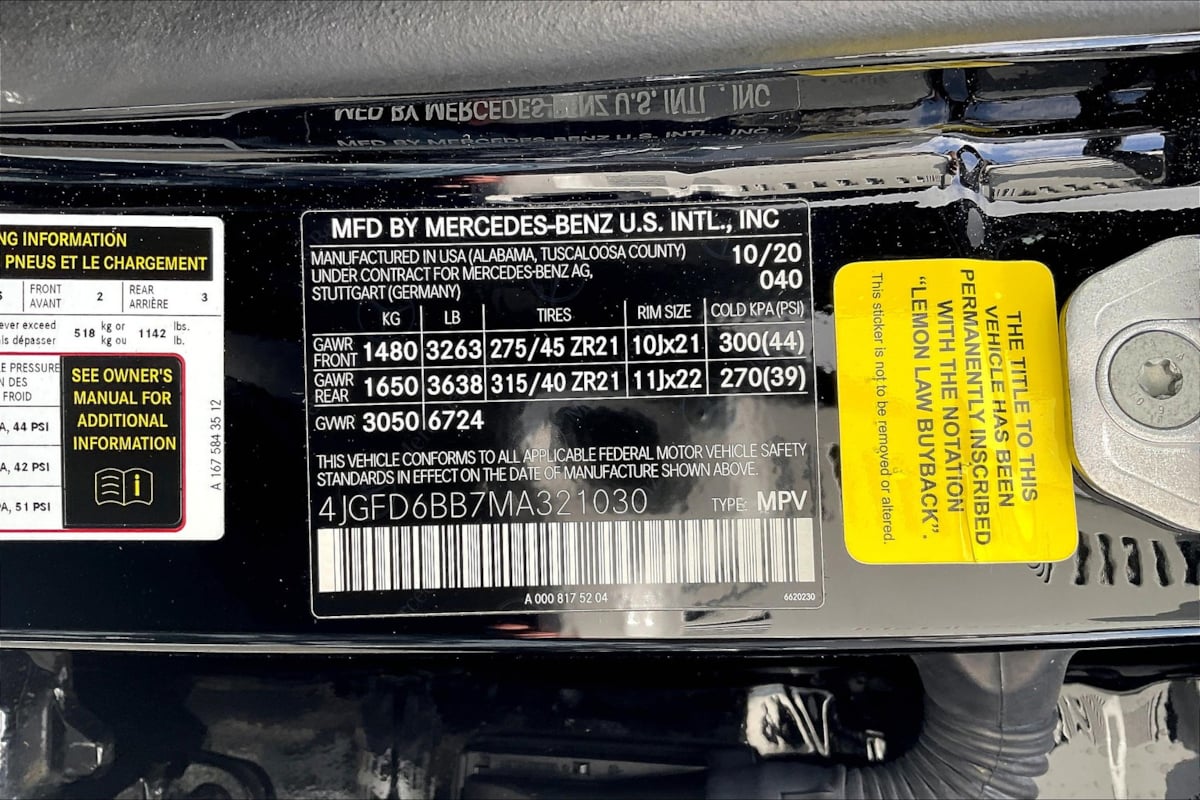 NG INFORMATION
PNEUS ET LE CHARGEMENT
S FRONT AVANT 2 REAR ARRIÈRE 3
ever exceed
is dépasser
518 kg or kg ou 1142 lbs. lb.
E PRESSURE
N DES
FROID
A, 44 PSI
A, 42 PSI
A, 51 PSI
SEE OWNER'S
MANUAL FOR
ADDITIONAL
INFORMATION
i
A 167 584 35 12
MFD BY MERCEDES-BENZ U.S. INTL., INC
MFD BY MERCEDES-BENZ U.S. INTL., INC
MANUFACTURED IN USA (ALABAMA, TUSCALOOSA COUNTY) 10/20
UNDER CONTRACT FOR MERCEDES-BENZ AG, 040
STUTTGART (GERMANY)
KG LB TIRES RIM SIZE COLD KPA (PSI)
GAWR FRONT 1480 3263 275/45 ZR21 10Jx21 300(44)
GAWR REAR 1650 3638 315/40 ZR21 11Jx22 270(39)
GVWR 3050 6724
THIS VEHICLE CONFORMS TO ALL APPLICABLE FEDERAL MOTOR VEHICLE SAFETY
STANDARDS IN EFFECT ON THE DATE OF MANUFACTURE SHOWN ABOVE.
4JGFD6BB7MA321030 TYPE: MPV
A 000 817 52 04 6620230
THE TITLE TO THIS
VEHICLE HAS BEEN
PERMANENTLY INSCRIBED
WITH THE NOTATION
"LEMON LAW BUYBACK".
This sticker is not to be removed or altered.